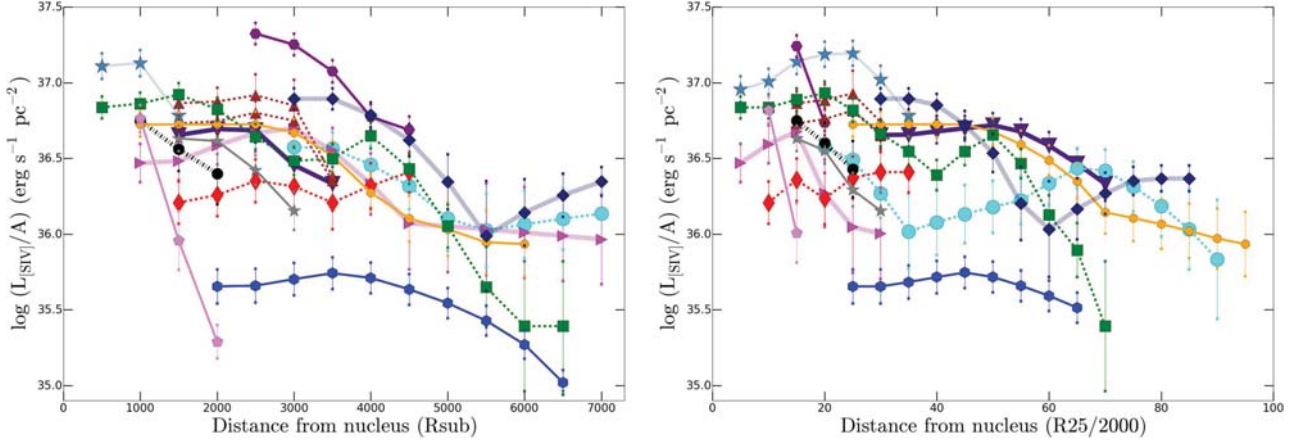 37.5
37.0
36.5
36.0
35.5
35.0
log (L[SIV]/A) (erg s−1 pc−2)
0 1000 2000 3000 4000 5000 6000 7000
Distance from nucleus (Rsub)
37.5
37.0
36.5
36.0
35.5
35.0
log (L[SIV]/A) (erg s−1 pc−2)
0 20 40 60 80 100
Distance from nucleus (R25/2000)